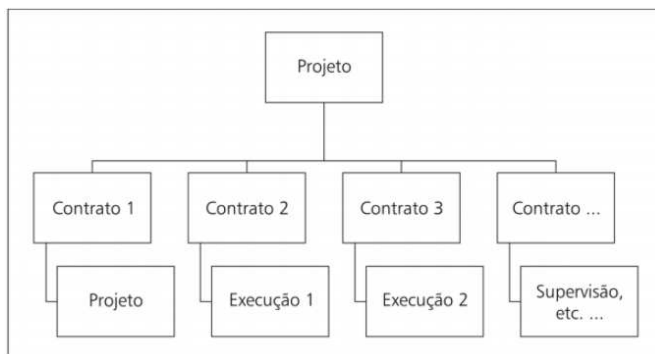 Projeto
Contrato 1
Contrato 2
Contrato 3
Contrato ...
Projeto
Execução 1
Execução 2
Supervisão,
etc. ...